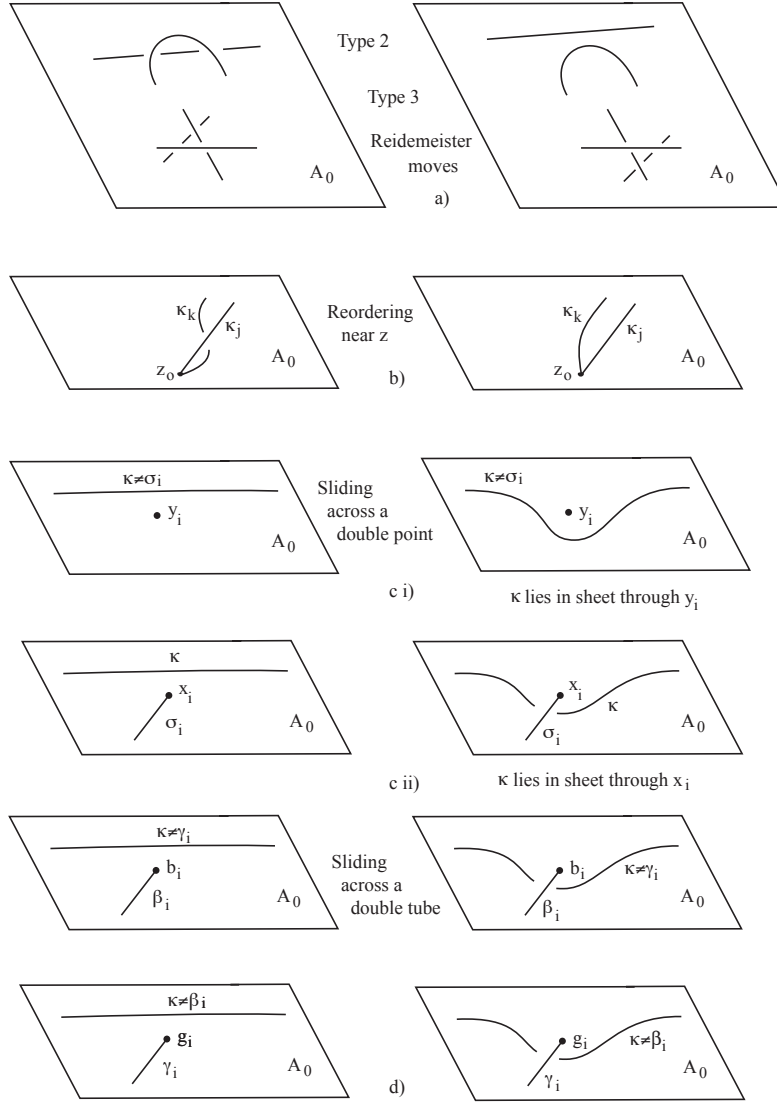 Type 2
Type 3
Reidemeister
moves
A₀
A₀
a)
κₖ
κⱼ
zₒ
A₀
Reordering
near z
b)
κₖ
κⱼ
zₒ
A₀
κ≠σᵢ
yᵢ
A₀
Sliding
across a
double point
κ≠σᵢ
yᵢ
A₀
c i)
κ lies in sheet through yᵢ
κ
xᵢ
σᵢ
A₀
xᵢ
κ
σᵢ
A₀
c ii)
κ lies in sheet through xᵢ
κ≠γᵢ
bᵢ
βᵢ
A₀
Sliding
across a
double tube
bᵢ
κ≠γᵢ
βᵢ
A₀
κ≠βᵢ
gᵢ
γᵢ
A₀
gᵢ
κ≠βᵢ
γᵢ
A₀
d)